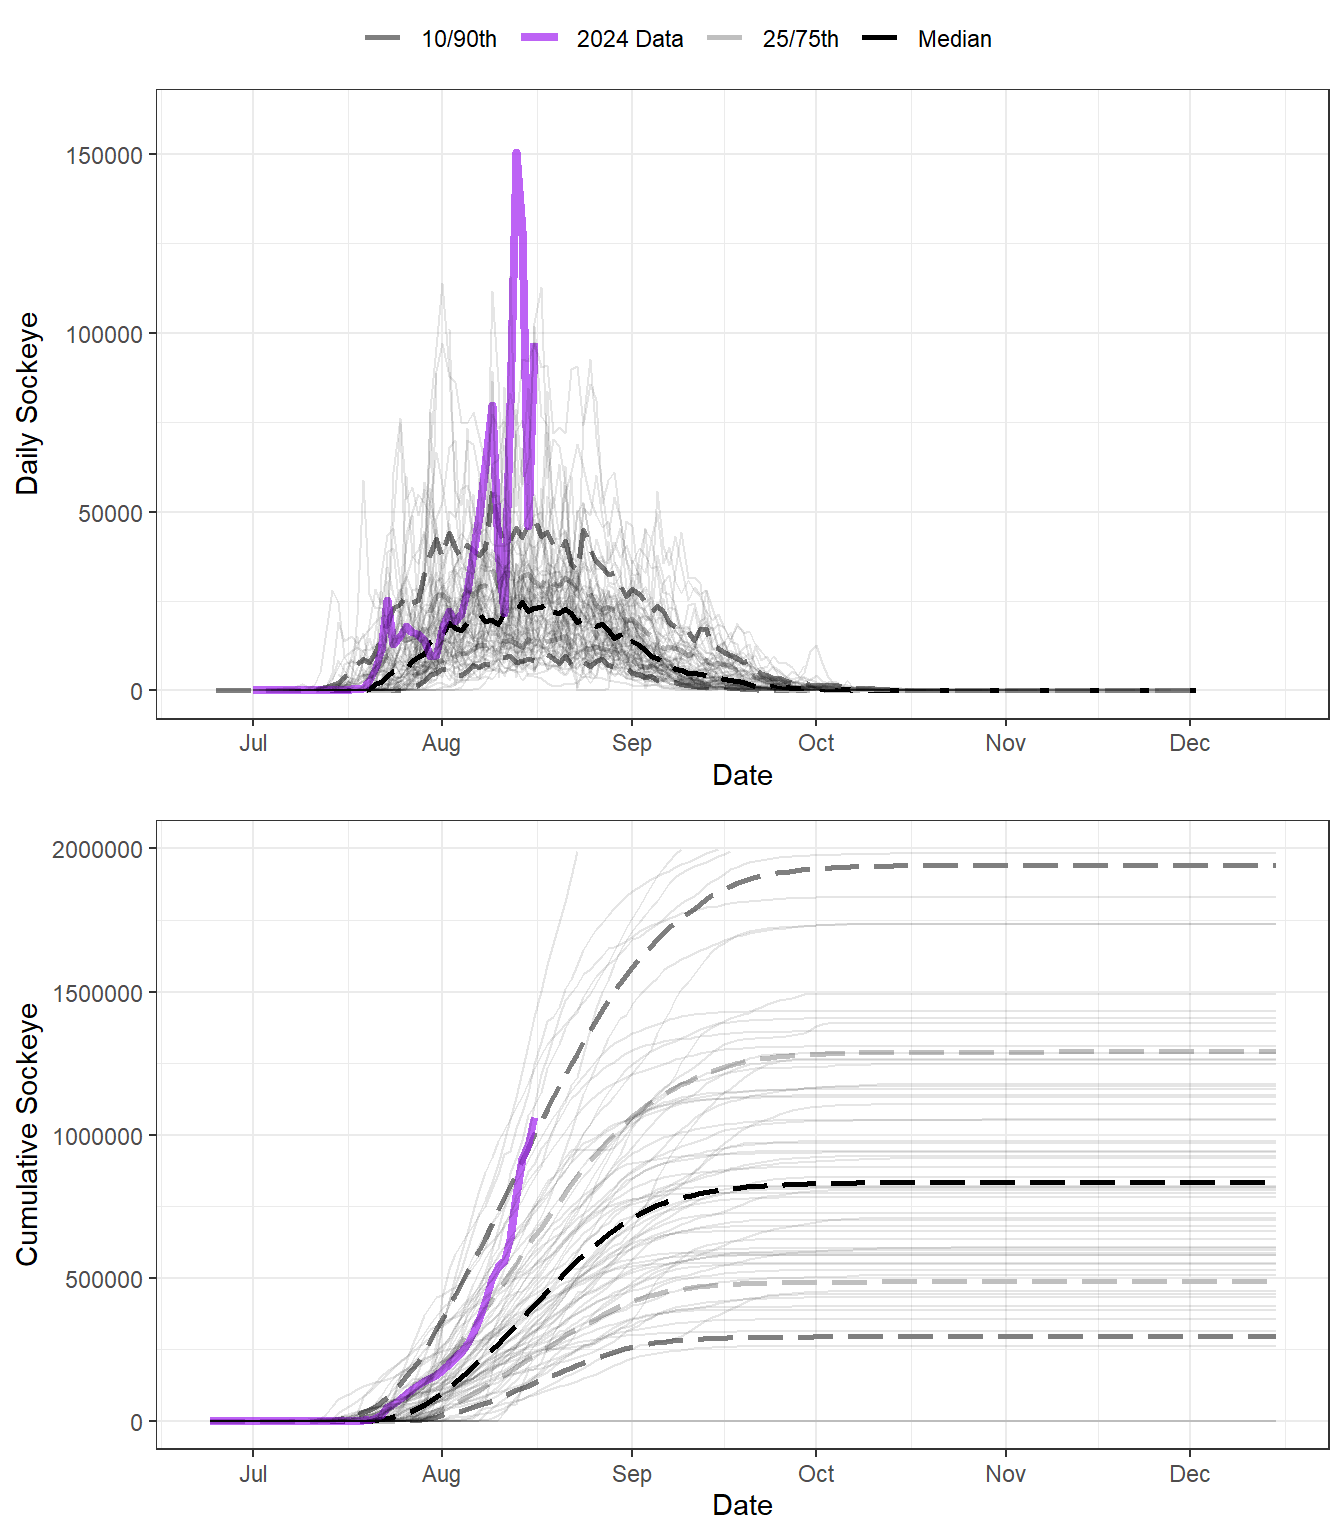 10/90th 2024 Data 25/75th Median
150000
100000
50000
0
Daily Sockeye
Jul Aug Sep Oct Nov Dec
Date
2000000
1500000
1000000
500000
0
Cumulative Sockeye
Jul Aug Sep Oct Nov Dec
Date